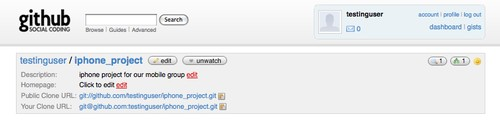 github
SOCIAL CODING
Search
Browse | Guides | Advanced
testinguser
account | profile | log out
0
dashboard | gists
testinguser / iphone_project
edit
unwatch
1
1
Description: iphone project for our mobile group edit
Homepage: Click to edit edit
Public Clone URL: git://github.com/testinguser/iphone_project.git
Your Clone URL: git@github.com:testinguser/iphone_project.git